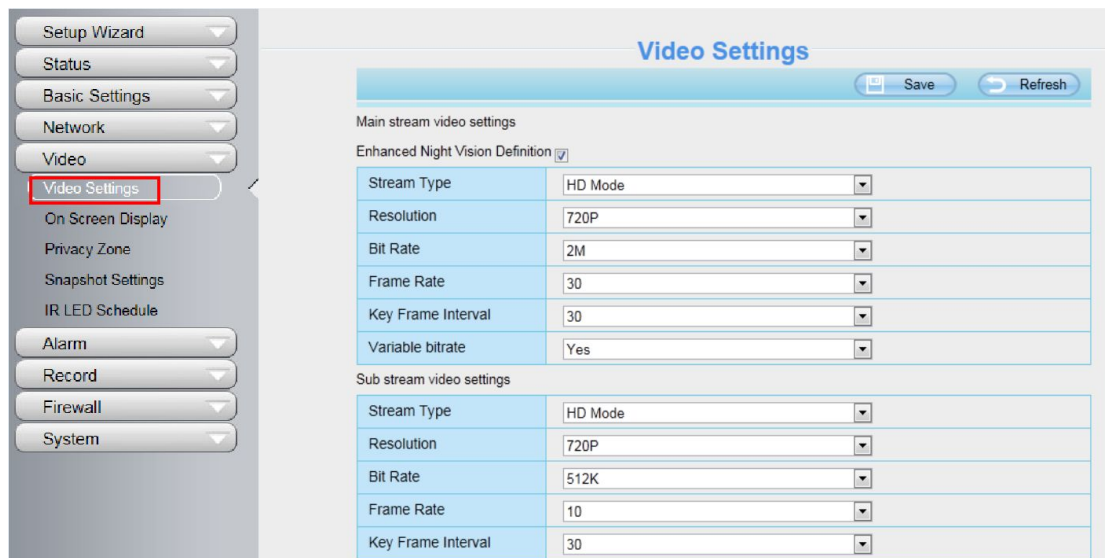 Setup Wizard
Status
Basic Settings
Network
Video
Video Settings
On Screen Display
Privacy Zone
Snapshot Settings
IR LED Schedule
Alarm
Record
Firewall
System
Video Settings
Save Refresh
Main stream video settings
Enhanced Night Vision Definition
Stream Type HD Mode
Resolution 720P
Bit Rate 2M
Frame Rate 30
Key Frame Interval 30
Variable bitrate Yes
Sub stream video settings
Stream Type HD Mode
Resolution 720P
Bit Rate 512K
Frame Rate 10
Key Frame Interval 30